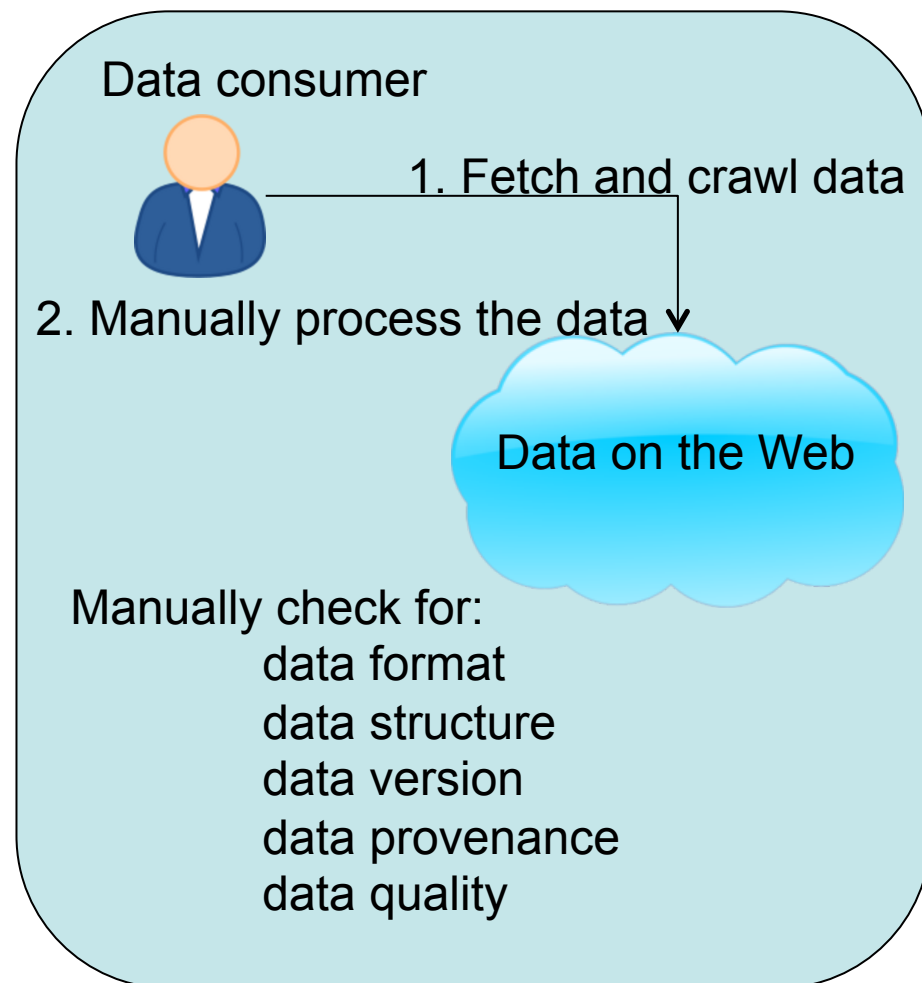 Data consumer
1. Fetch and crawl data
2. Manually process the data
Data on the Web
Manually check for:
data format
data structure
data version
data provenance
data quality